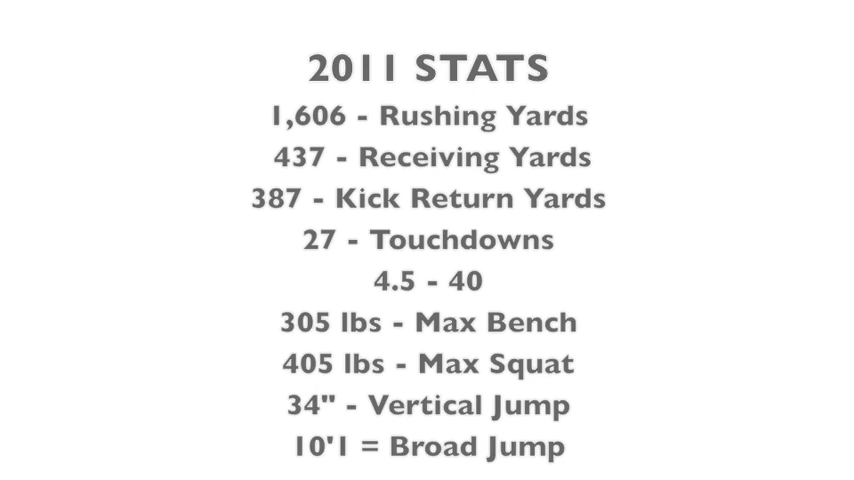 2011 STATS
1,606 - Rushing Yards
437 - Receiving Yards
387 - Kick Return Yards
27 - Touchdowns
4.5 - 40
305 lbs - Max Bench
405 lbs - Max Squat
34" - Vertical Jump
10'1 = Broad Jump